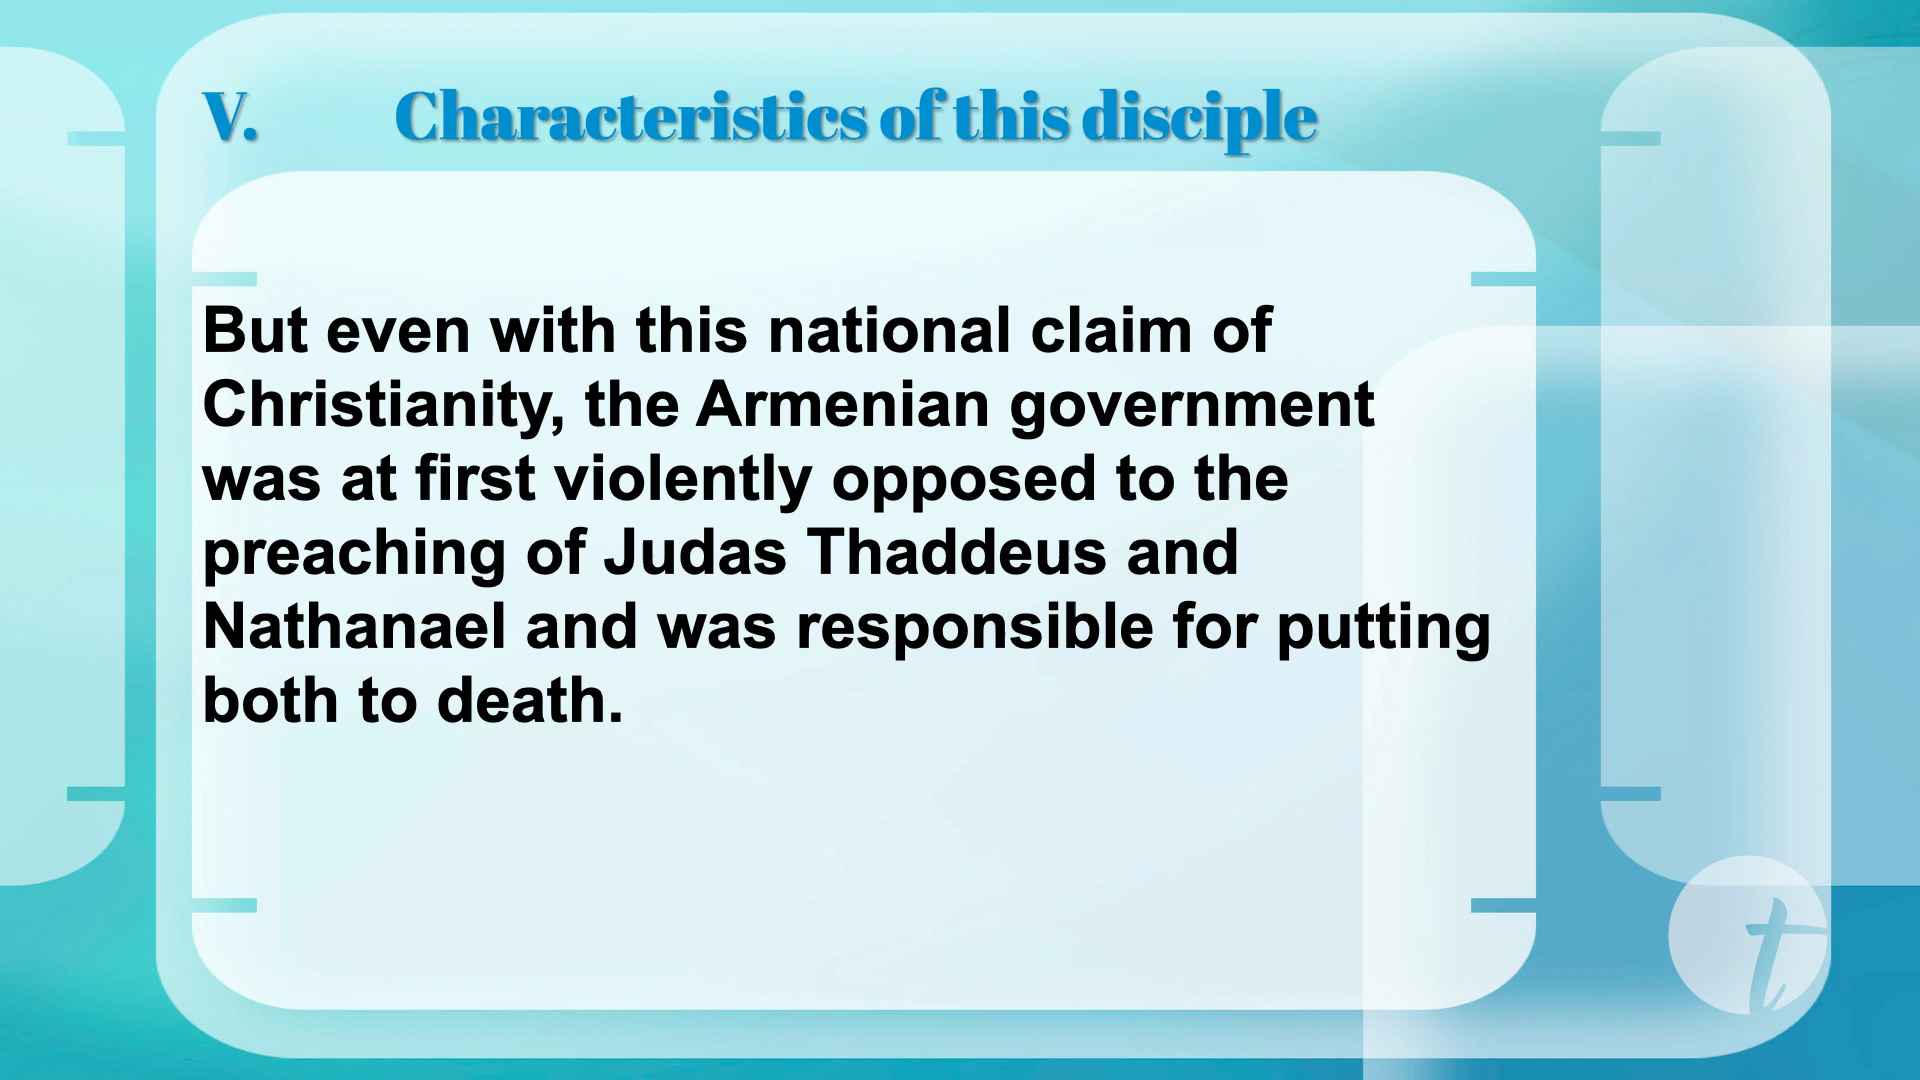 V. Characteristics of this disciple
But even with this national claim of
Christianity, the Armenian government
was at first violently opposed to the
preaching of Judas Thaddeus and
Nathanael and was responsible for putting
both to death.
t